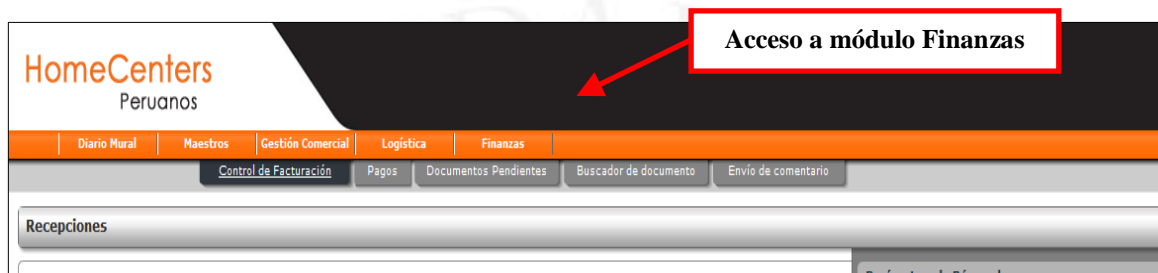 Acceso a módulo Finanzas
HomeCenters
Peruanos
Diario Mural Maestros Gestión Comercial Logística Finanzas
Control de Facturación Pagos Documentos Pendientes Buscador de documento Envío de comentario
Recepciones